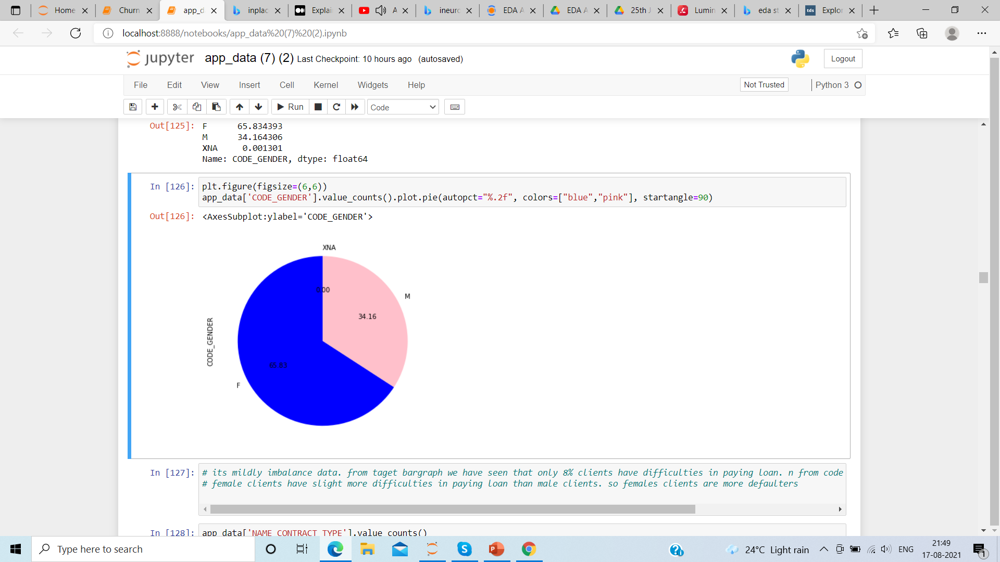 Home
Churn
app_d
inplac
Explai
A
ineuro
EDA A
EDA A
25th J
Lumin
eda st
tds Explor
localhost:8888/notebooks/app_data%20(7)%20(2).ipynb
jupyter app_data (7) (2) Last Checkpoint: 10 hours ago (autosaved)
Logout
File Edit View Insert Cell Kernel Widgets Help
Not Trusted
Python 3
Run
Code
Out[125]: F 65.834393
M 34.164306
XNA 0.001301
Name: CODE_GENDER, dtype: float64
In [126]: plt.figure(figsize=(6,6))
app_data['CODE_GENDER'].value_counts().plot.pie(autopct="%.2f", colors=["blue","pink"], startangle=90)
Out[126]: <AxesSubplot:ylabel='CODE_GENDER'>
XNA
0.00
M
34.16
CODE_GENDER
65.83
F
In [127]: # its mildly imbalance data. from taget bargraph we have seen that only 8% clients have difficulties in paying loan. n from code
# female clients have slight more difficulties in paying loan than male clients. so females clients are more defaulters
In [128]: app_data['NAME_CONTRACT_TYPE'].value_counts()
Type here to search
24°C Light rain
ENG
21:49
17-08-2021
1